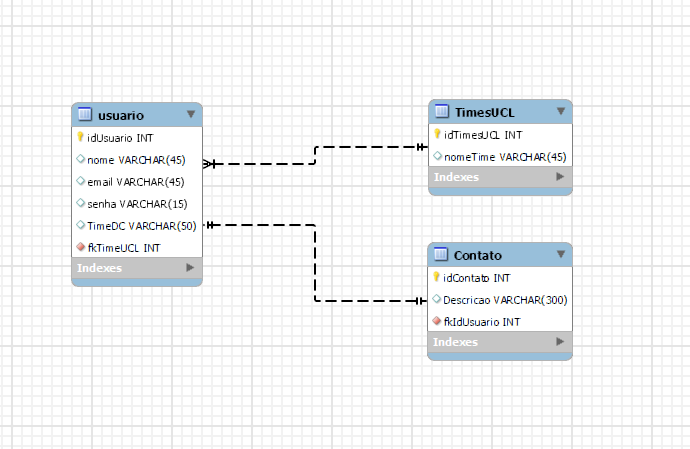 usuario
idUsuario INT
nome VARCHAR(45)
email VARCHAR(45)
senha VARCHAR(15)
TimeDC VARCHAR(50)
fkTimeUCL INT
Indexes
TimesUCL
idTimesUCL INT
nomeTime VARCHAR(45)
Indexes
Contato
idContato INT
Descricao VARCHAR(300)
fkIdUsuario INT
Indexes